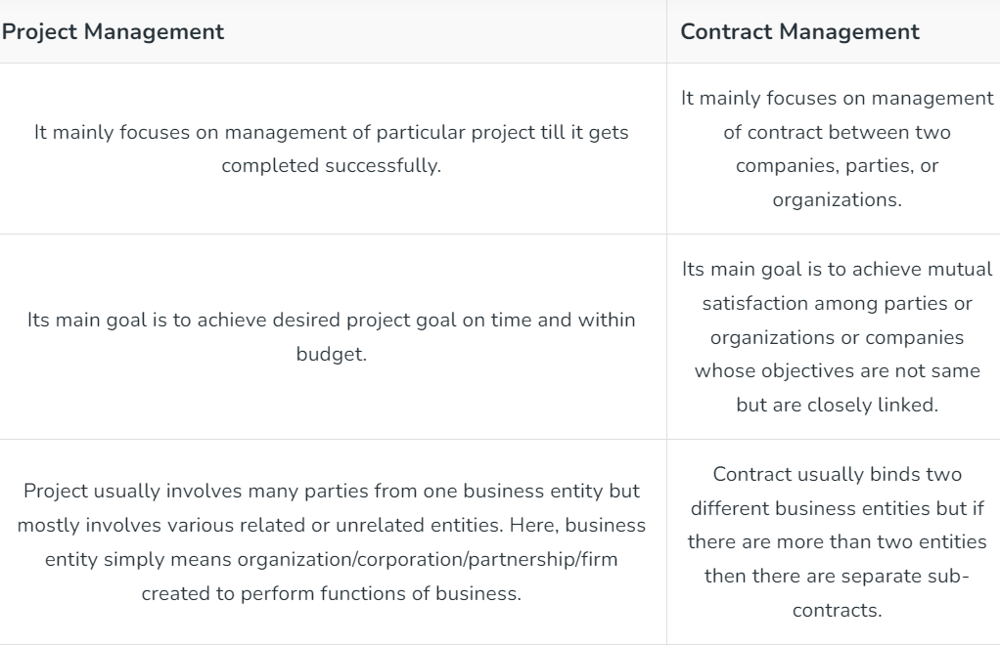 Project Management
Contract Management
It mainly focuses on management of particular project till it gets
completed successfully.
It mainly focuses on management
of contract between two
companies, parties, or
organizations.
Its main goal is to achieve desired project goal on time and within
budget.
Its main goal is to achieve mutual
satisfaction among parties or
organizations or companies
whose objectives are not same
but are closely linked.
Project usually involves many parties from one business entity but
mostly involves various related or unrelated entities. Here, business
entity simply means organization/corporation/partnership/firm
created to perform functions of business.
Contract usually binds two
different business entities but if
there are more than two entities
then there are separate sub-
contracts.